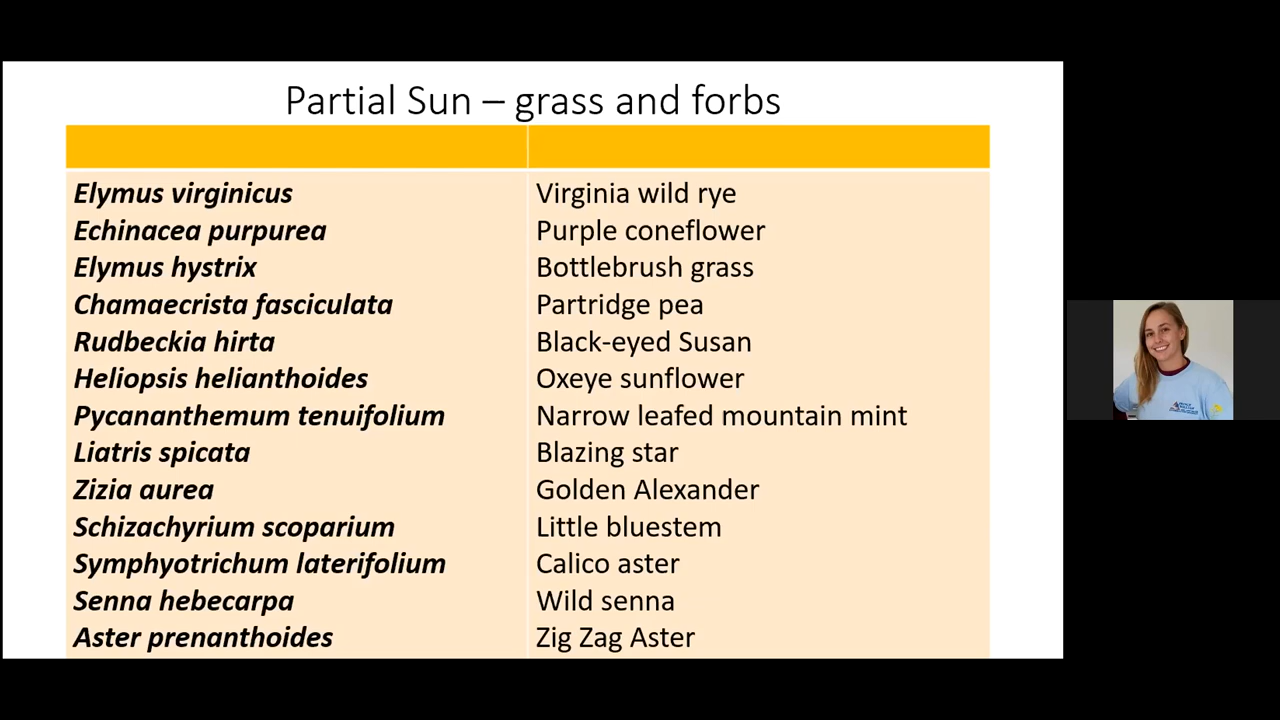 Partial Sun – grass and forbs
Elymus virginicus Virginia wild rye
Echinacea purpurea Purple coneflower
Elymus hystrix Bottlebrush grass
Chamaecrista fasciculata Partridge pea
Rudbeckia hirta Black-eyed Susan
Heliopsis helianthoides Oxeye sunflower
Pycananthemum tenuifolium Narrow leafed mountain mint
Liatris spicata Blazing star
Zizia aurea Golden Alexander
Schizachyrium scoparium Little bluestem
Symphyotrichum laterifolium Calico aster
Senna hebecarpa Wild senna
Aster prenanthoides Zig Zag Aster